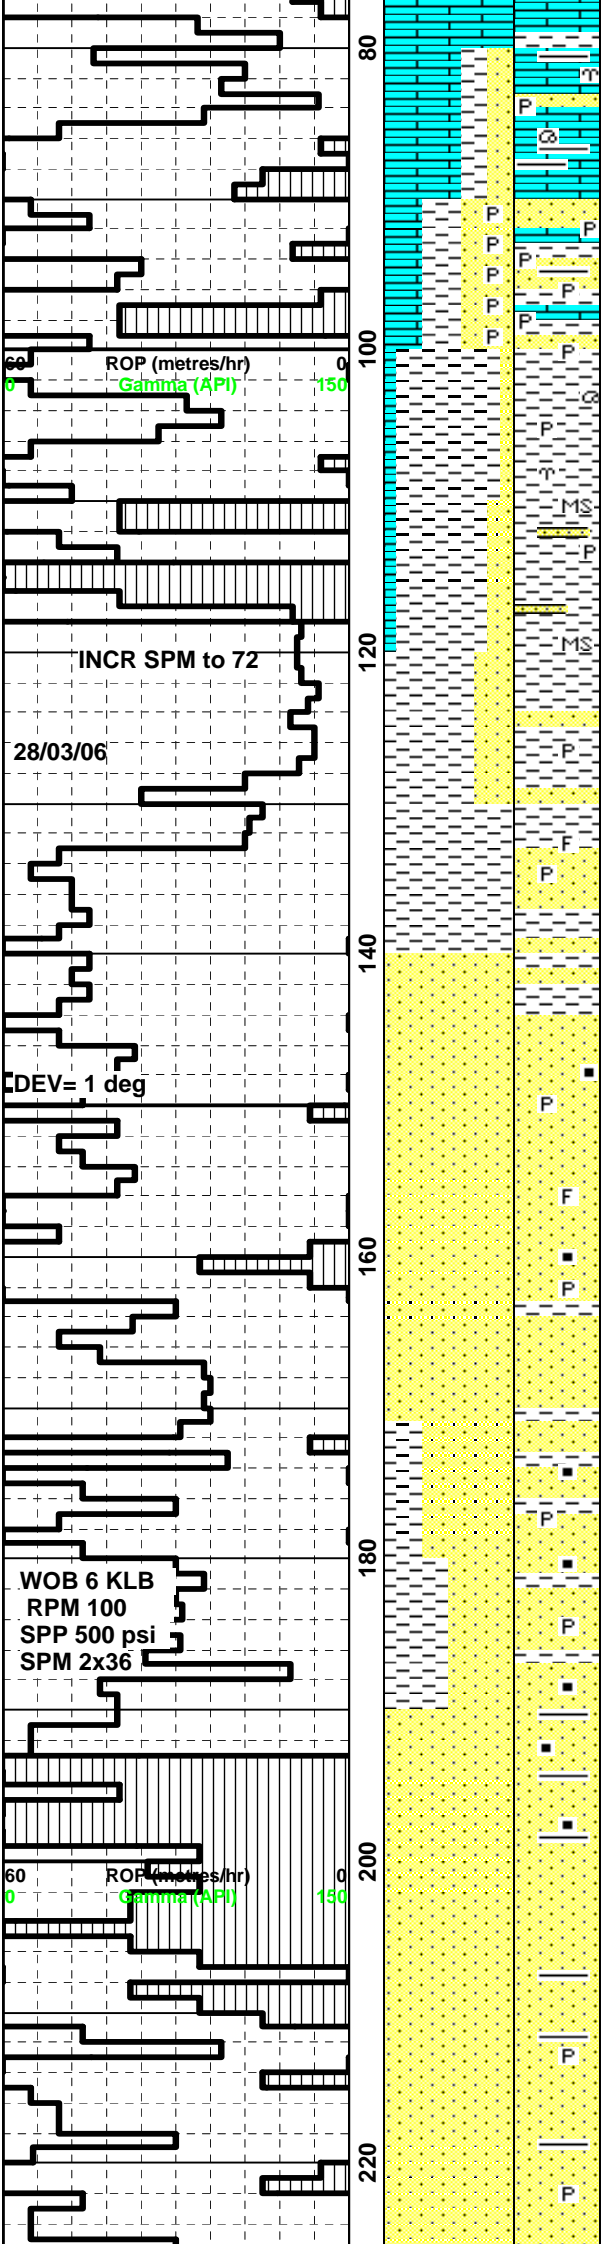 80
P
P
P
P
P
P
P
P
P
P
P
100
60 ROP (metres/hr) 0
0 Gamma (API) 150
P
P
MS
P
120
INCR SPM to 72
MS
28/03/06
P
F
P
140
DEV= 1 deg
P
F
160
P
P
180
WOB 6 KLB
RPM 100
SPP 500 psi
SPM 2x36
P
200
60 ROP (metres/hr) 0
0 Gamma (API) 150
P
220
P